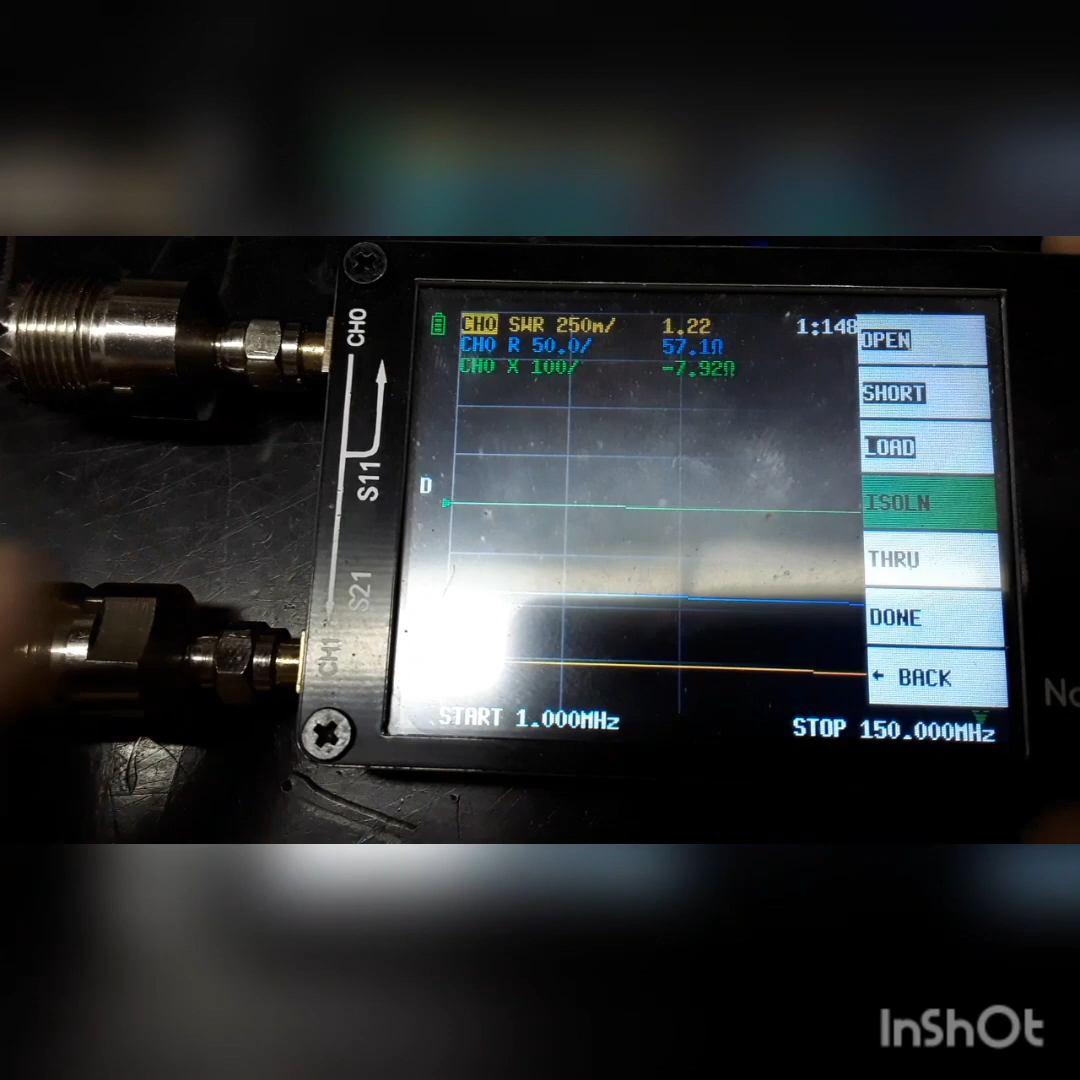 CH0 SWR 250m/ 1.22 1:148
CH0 R 50.0/ 57.1Ω
CH0 X 100/ -7.92Ω
OPEN
SHORT
LOAD
ISOLN
THRU
DONE
← BACK
D
START 1.000MHz
STOP 150.000MHz
CH0
S11
S21
CH1
InShOt